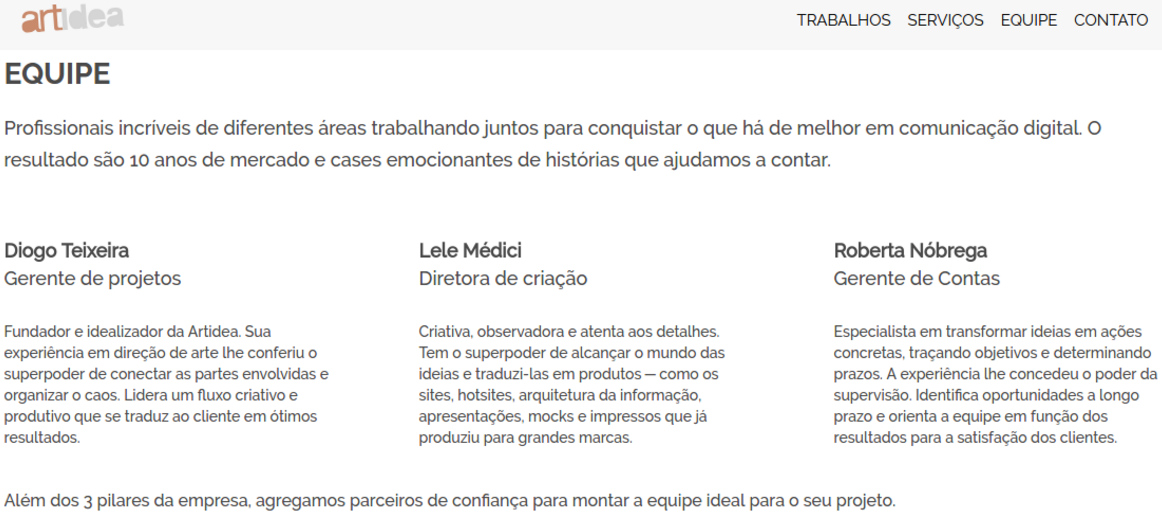 artidea
TRABALHOS SERVIÇOS EQUIPE CONTATO
EQUIPE
Profissionais incríveis de diferentes áreas trabalhando juntos para conquistar o que há de melhor em comunicação digital. O
resultado são 10 anos de mercado e cases emocionantes de histórias que ajudamos a contar.
Diogo Teixeira
Gerente de projetos
Fundador e idealizador da Artidea. Sua
experiência em direção de arte lhe conferiu o
superpoder de conectar as partes envolvidas e
organizar o caos. Lidera um fluxo criativo e
produtivo que se traduz ao cliente em ótimos
resultados.
Lele Médici
Diretora de criação
Criativa, observadora e atenta aos detalhes.
Tem o superpoder de alcançar o mundo das
ideias e traduzi-las em produtos — como os
sites, hotsites, arquitetura da informação,
apresentações, mocks e impressos que já
produziu para grandes marcas.
Roberta Nóbrega
Gerente de Contas
Especialista em transformar ideias em ações
concretas, traçando objetivos e determinando
prazos. A experiência lhe concedeu o poder da
supervisão. Identifica oportunidades a longo
prazo e orienta a equipe em função dos
resultados para a satisfação dos clientes.
Além dos 3 pilares da empresa, agregamos parceiros de confiança para montar a equipe ideal para o seu projeto.